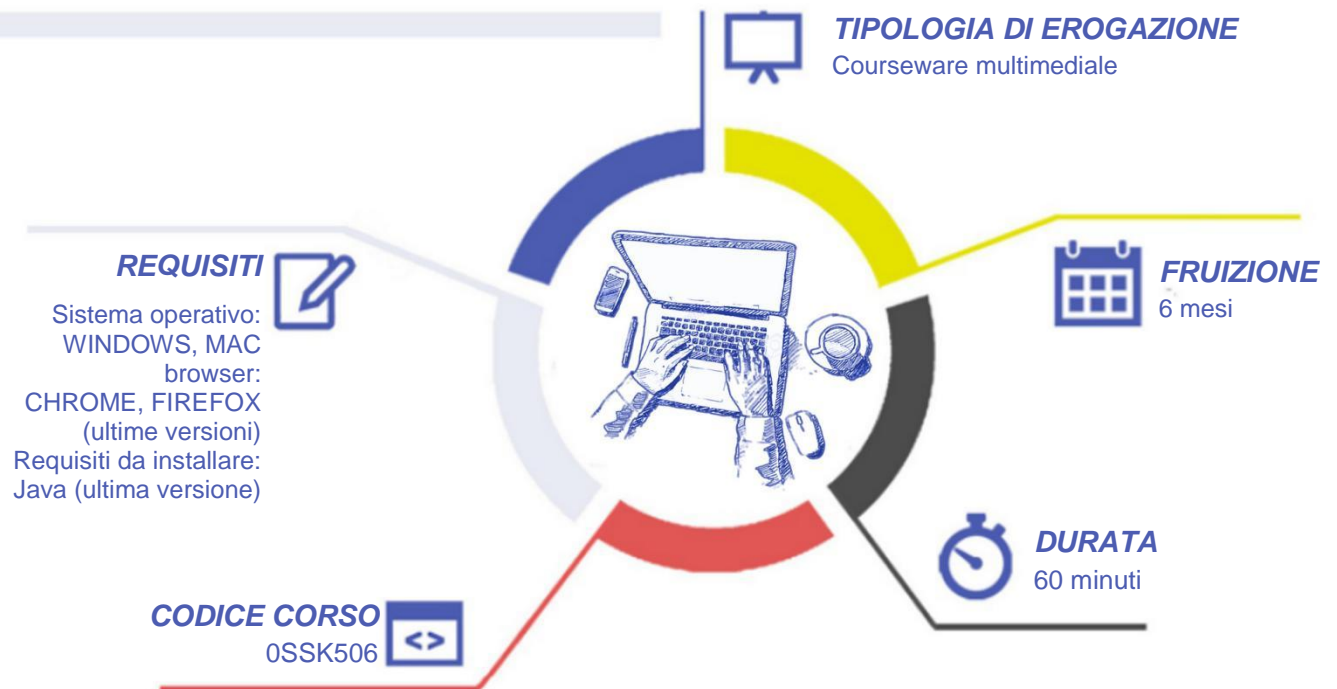 TIPOLOGIA DI EROGAZIONE
Courseware multimediale
REQUISITI
Sistema operativo:
WINDOWS, MAC
browser:
CHROME, FIREFOX
(ultime versioni)
Requisiti da installare:
Java (ultima versione)
FRUIZIONE
6 mesi
DURATA
60 minuti
CODICE CORSO
0SSK506
<>